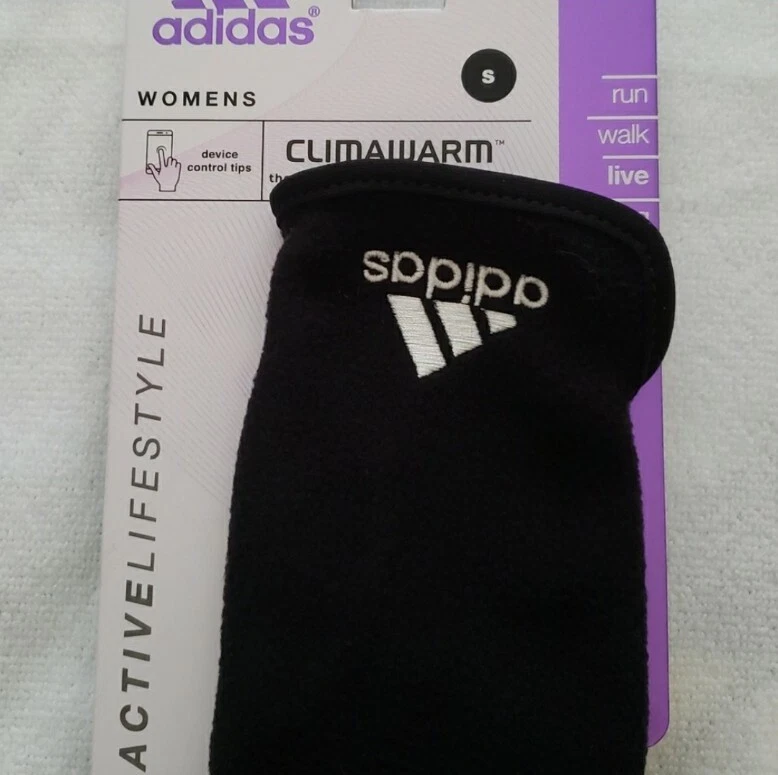 adidas®
S
WOMENS
device
control tips
CLIMAWARM™
run
walk
live
adidas
ACTIVELIFESTYLE